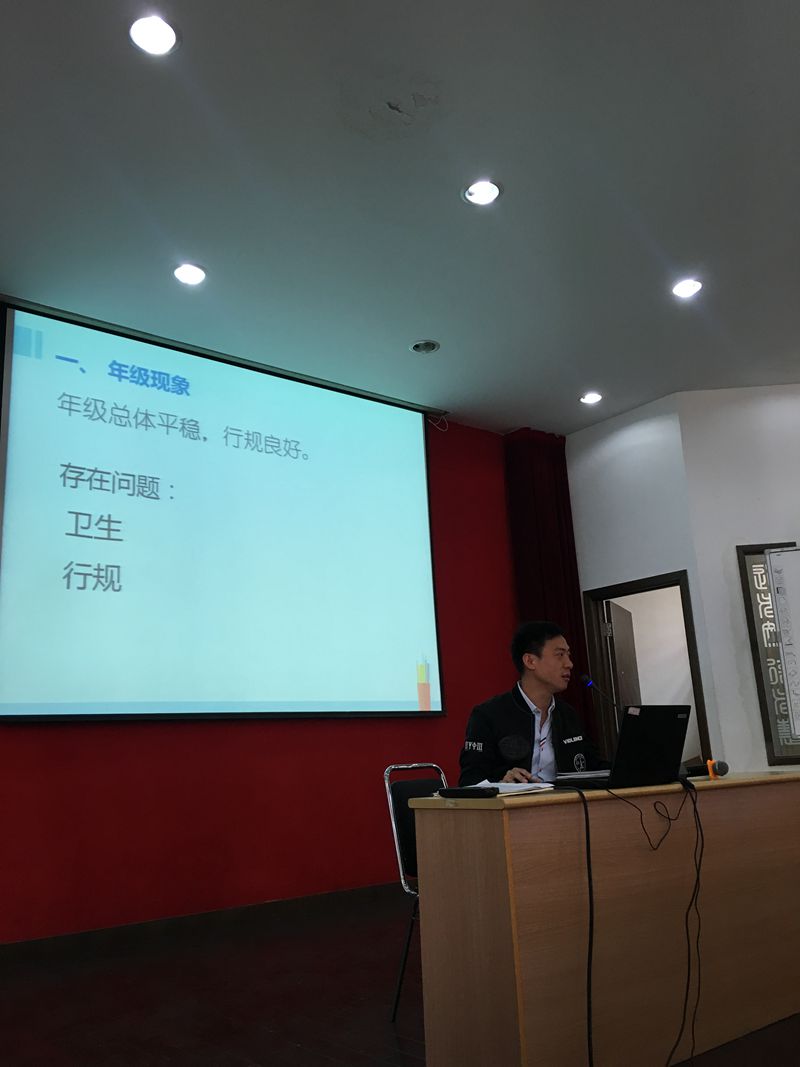 一、 年级现象
年级总体平稳，行规良好。
存在问题：
卫生
行规